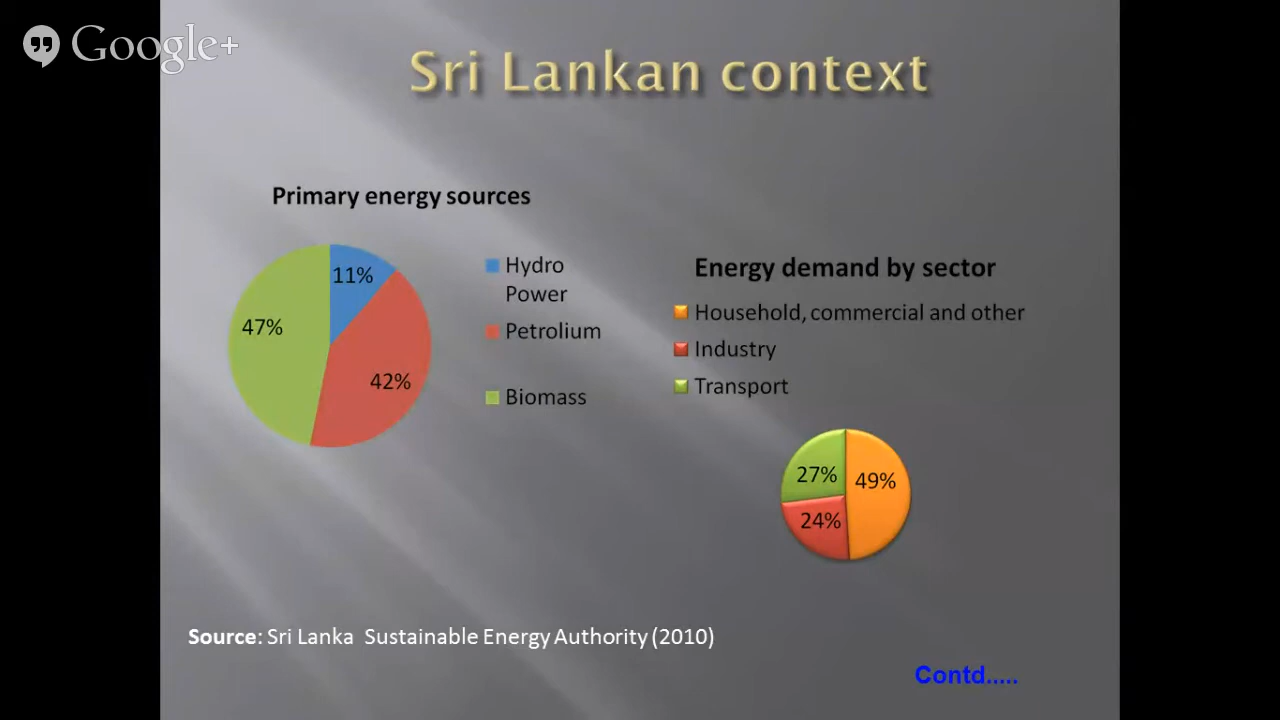 Google+
Sri Lankan context
Primary energy sources
11%
47%
42%
Hydro
Power
Petrolium
Biomass
Energy demand by sector
Household, commercial and other
Industry
Transport
27%
49%
24%
Source: Sri Lanka Sustainable Energy Authority (2010)
Contd.....